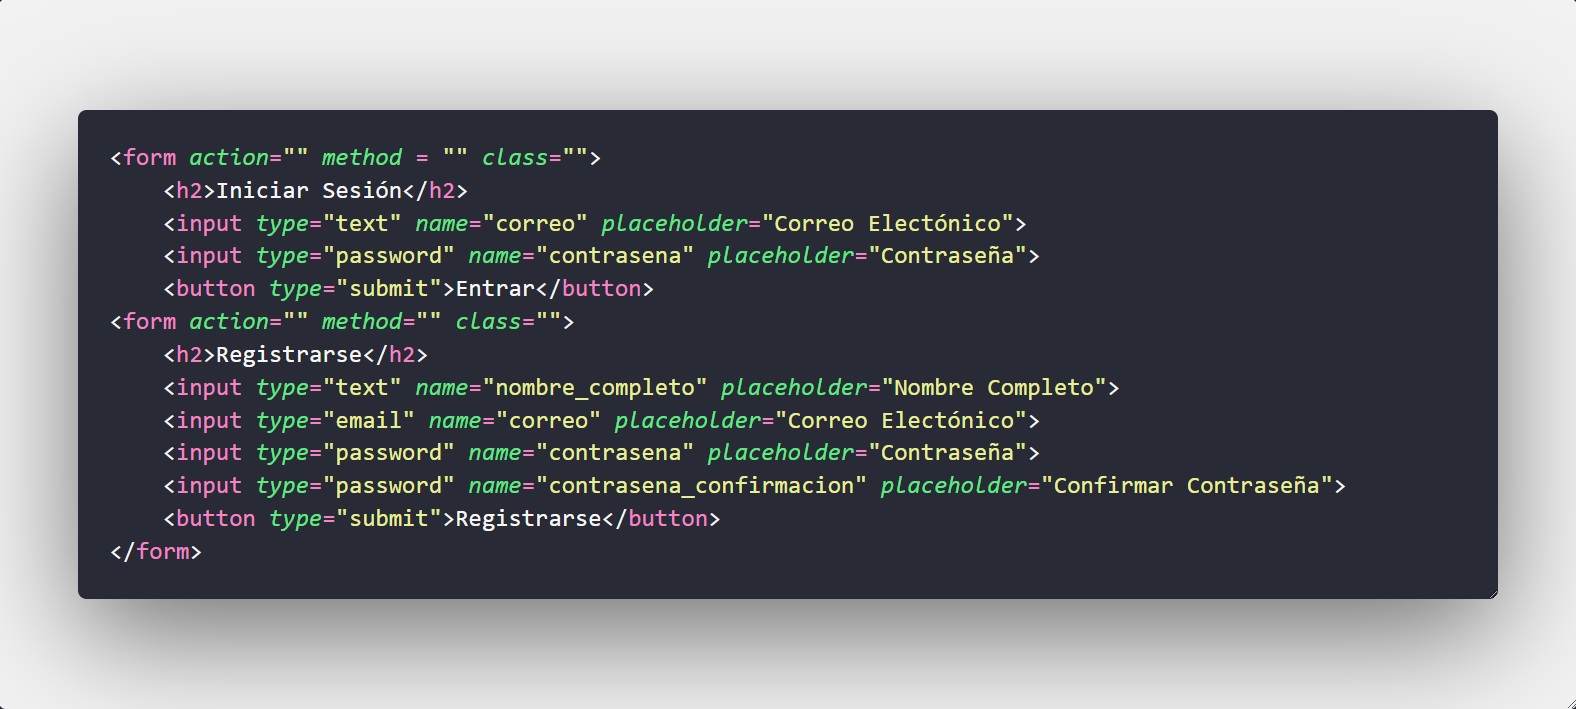 <form action="" method = "" class="">
    <h2>Iniciar Sesión</h2>
    <input type="text" name="correo" placeholder="Correo Electónico">
    <input type="password" name="contrasena" placeholder="Contraseña">
    <button type="submit">Entrar</button>
<form action="" method="" class="">
    <h2>Registrarse</h2>
    <input type="text" name="nombre_completo" placeholder="Nombre Completo">
    <input type="email" name="correo" placeholder="Correo Electónico">
    <input type="password" name="contrasena" placeholder="Contraseña">
    <input type="password" name="contrasena_confirmacion" placeholder="Confirmar Contraseña">
    <button type="submit">Registrarse</button>
</form>